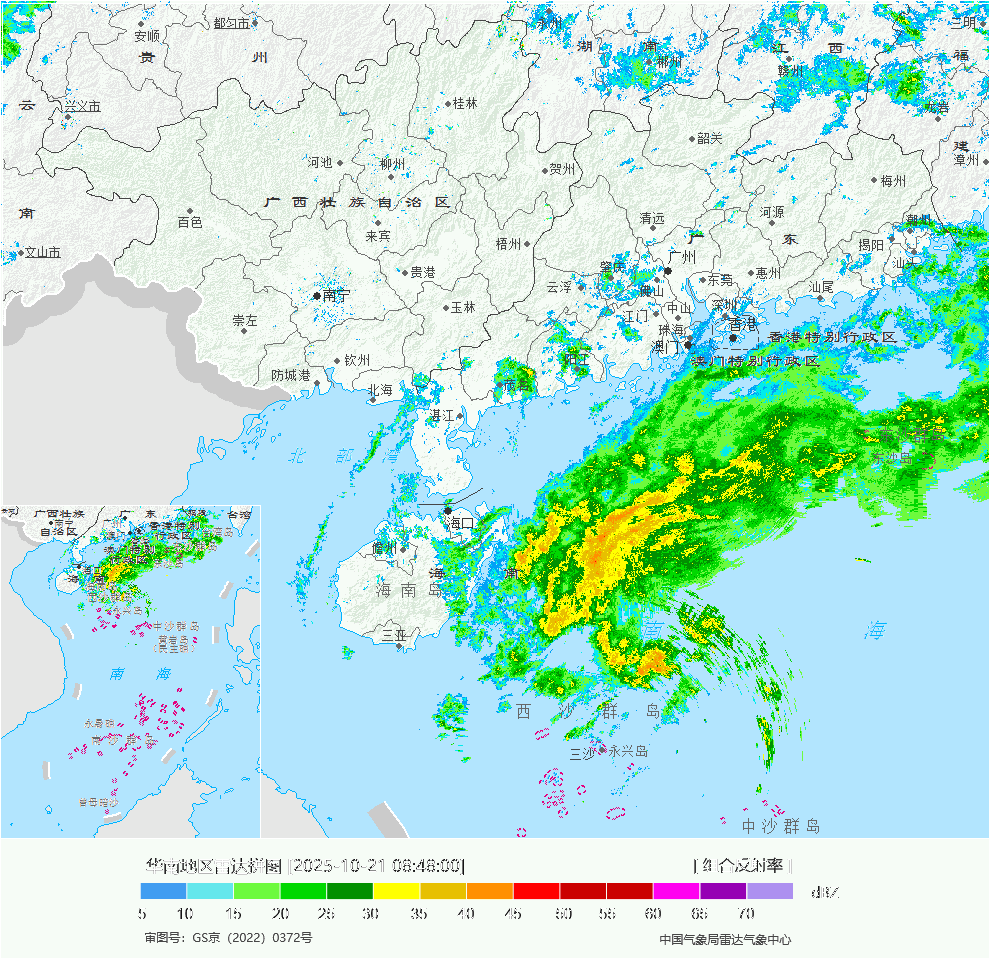 永州
三明
都匀市
安顺
湖 南
江 西
贵 州
郴州
赣州
福
云
兴义市
桂林
龙岩
韶关
建
漳州
河池
柳州
贺州
梅州
广 西 壮 族 自 治 区
南
百色
清远
河源
潮州
来宾
梧州
广 东
揭阳
文山市
广州
汕头
贵港
肇庆
惠州
东莞
云浮
佛山
汕尾
南宁
玉林
江门
中山
深圳
崇左
珠海
香港
香港特别行政区
澳门
澳门特别行政区
钦州
阳江
防城港
茂名
北海
湛江
北 部 湾
东沙岛
海口
儋州
海 南
海 南 岛
三亚
南 海
西 沙 群 岛
三沙
永兴岛
中沙群岛
广西壮族
自治区
广 东
台湾
南宁
香港特别
行政区
海 南
永兴岛
中沙群岛
黄岩岛
南 海
永暑礁
南 沙 群 岛
曾母暗沙
华南地区雷达拼图 [2025-10-21 08:48:00]
[ 组合反射率 ]
dBZ
5 10 15 20 25 30 35 40 45 50 55 60 65 70
审图号：GS京（2022）0372号
中国气象局雷达气象中心